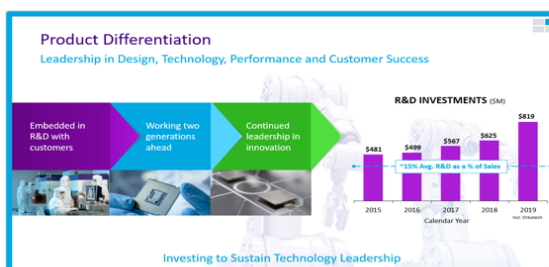 Product Differentiation
Leadership in Design, Technology, Performance and Customer Success
Embedded in
R&D with
customers
Working two
generations
ahead
Continued
leadership in
innovation
R&D INVESTMENTS ($M)
$481
$499
$567
$625
$819
~15% Avg. R&D as a % of Sales
2015
2016
2017
2018
2019
Incl. Orbotech
Calendar Year
Investing to Sustain Technology Leadership